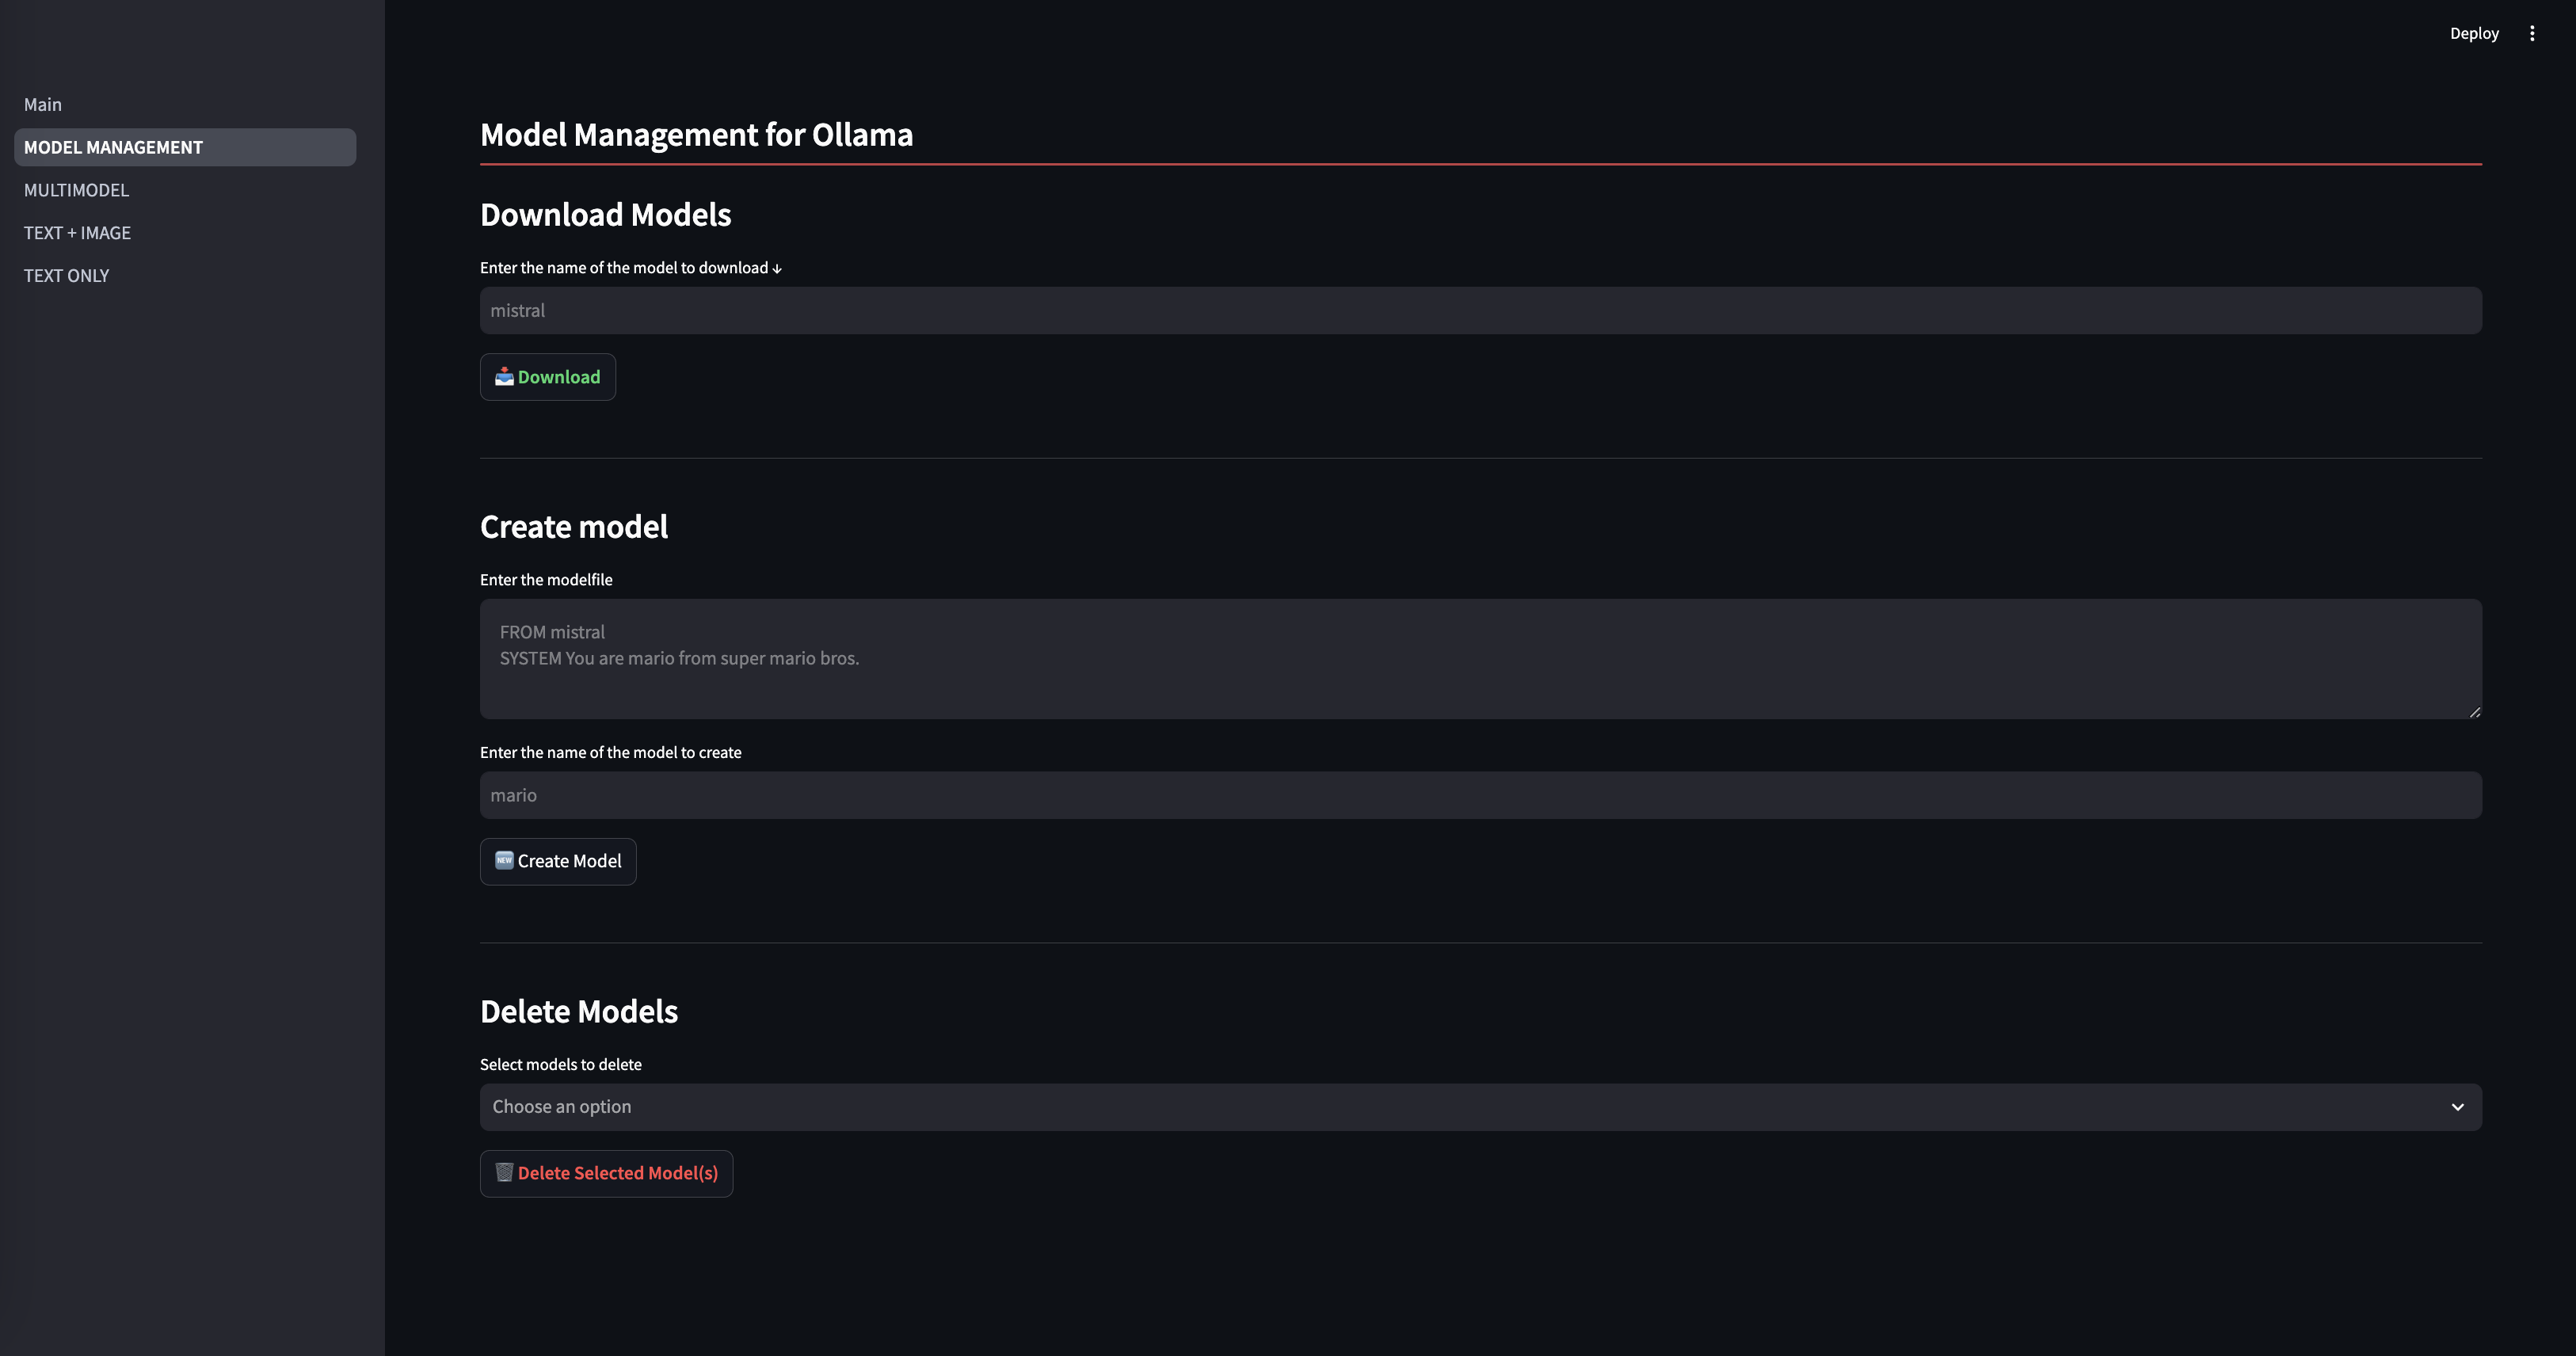 Deploy
Main
MODEL MANAGEMENT
MULTIMODEL
TEXT + IMAGE
TEXT ONLY
Model Management for Ollama
Download Models
Enter the name of the model to download ↓
mistral
Download
Create model
Enter the modelfile
FROM mistral
SYSTEM You are mario from super mario bros.
Enter the name of the model to create
mario
NEW Create Model
Delete Models
Select models to delete
Choose an option
Delete Selected Model(s)